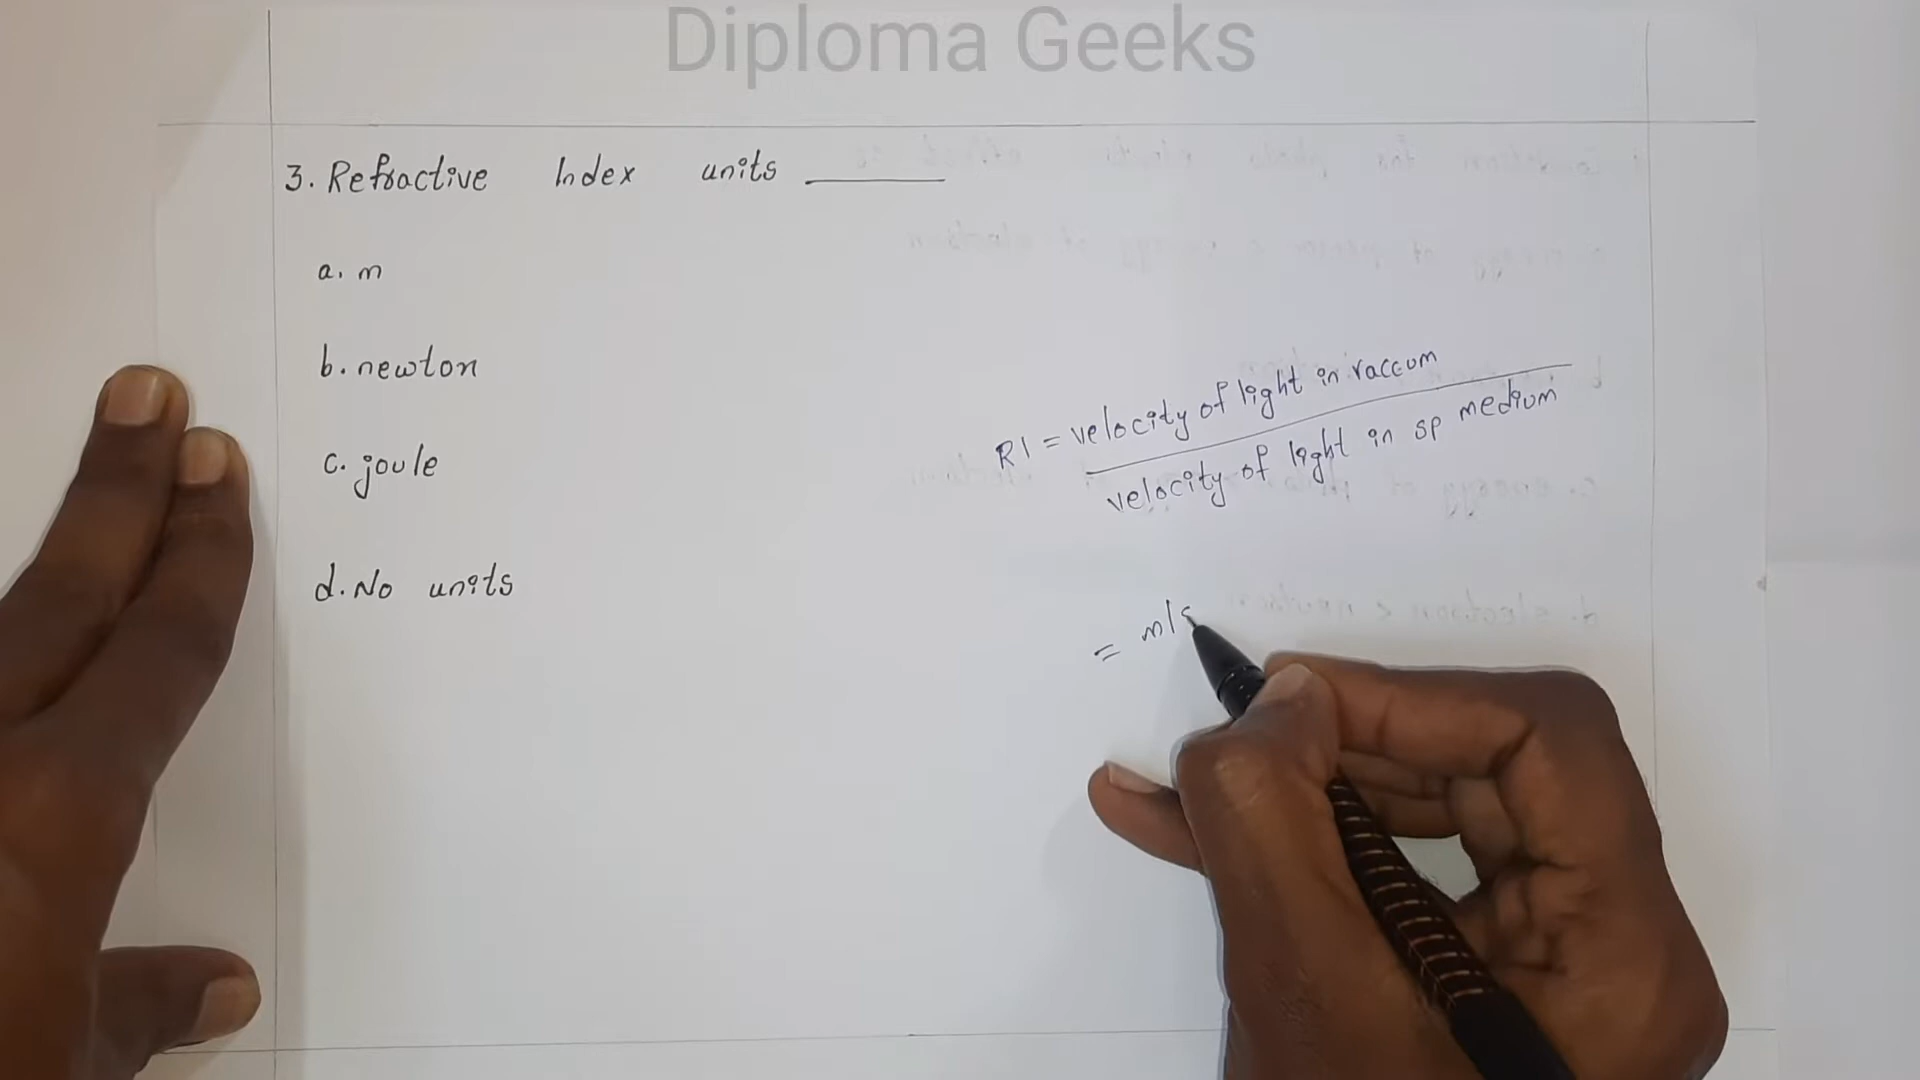 Diploma Geeks
3. Refractive Index units ______
a. m
b. newton
c. joule
d. No units
RI = velocity of light in vaccum
velocity of light in sp medium
= m/s